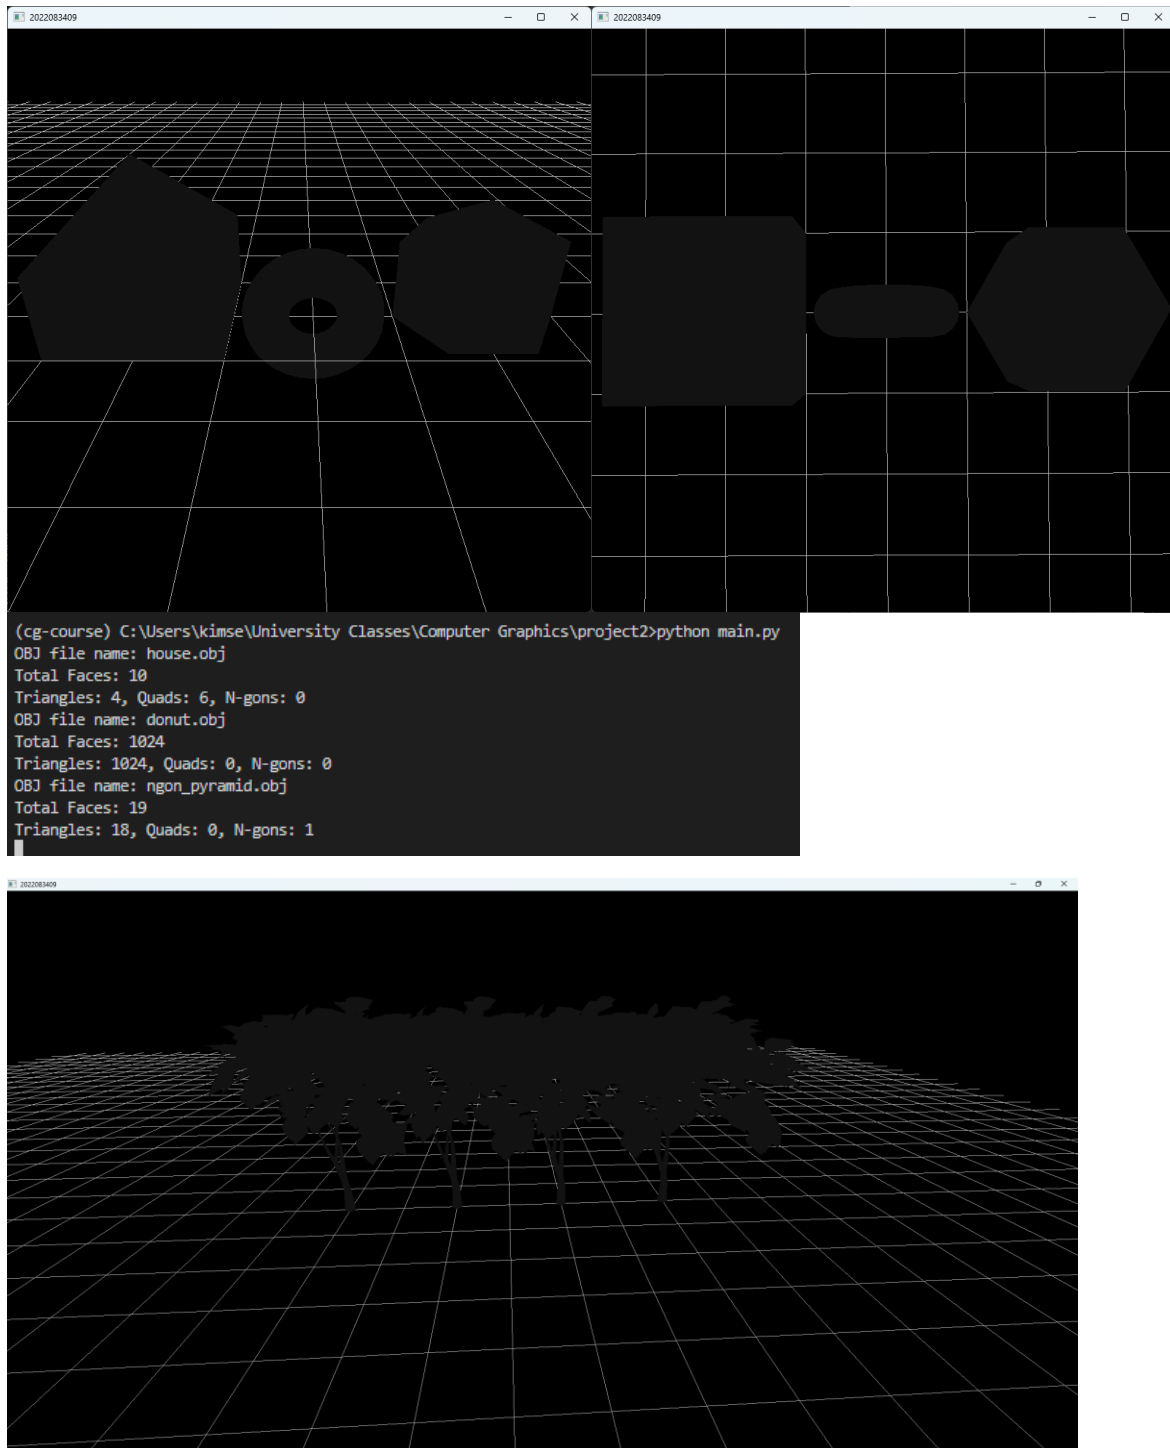 2022083409
2022083409
(cg-course) C:\Users\kimse\University Classes\Computer Graphics\project2>python main.py
OBJ file name: house.obj
Total Faces: 10
Triangles: 4, Quads: 6, N-gons: 0
OBJ file name: donut.obj
Total Faces: 1024
Triangles: 1024, Quads: 0, N-gons: 0
OBJ file name: ngon_pyramid.obj
Total Faces: 19
Triangles: 18, Quads: 0, N-gons: 1
2022083409